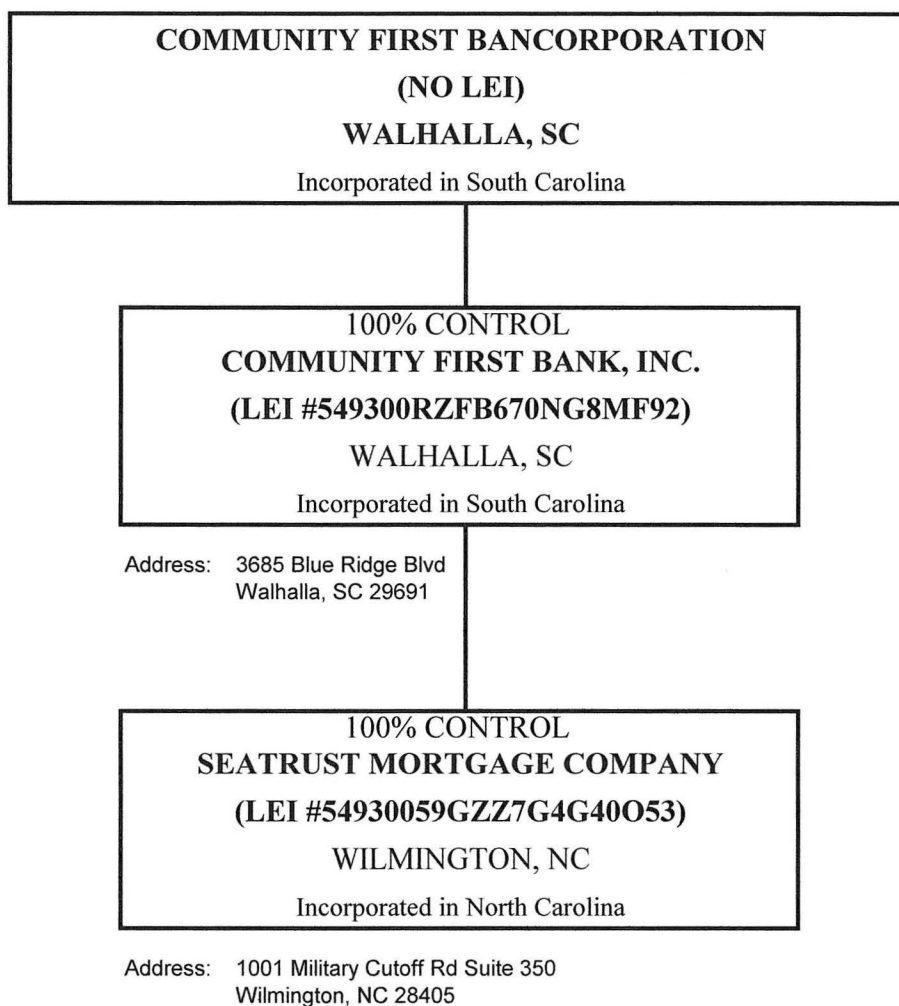 COMMUNITY FIRST BANCORPORATION
(NO LEI)
WALHALLA, SC
Incorporated in South Carolina
100% CONTROL
COMMUNITY FIRST BANK, INC.
(LEI #549300RZFB670NG8MF92)
WALHALLA, SC
Incorporated in South Carolina
Address: 3685 Blue Ridge Blvd
Walhalla, SC 29691
100% CONTROL
SEATRUST MORTGAGE COMPANY
(LEI #54930059GZZ7G4G40O53)
WILMINGTON, NC
Incorporated in North Carolina
Address: 1001 Military Cutoff Rd Suite 350
Wilmington, NC 28405